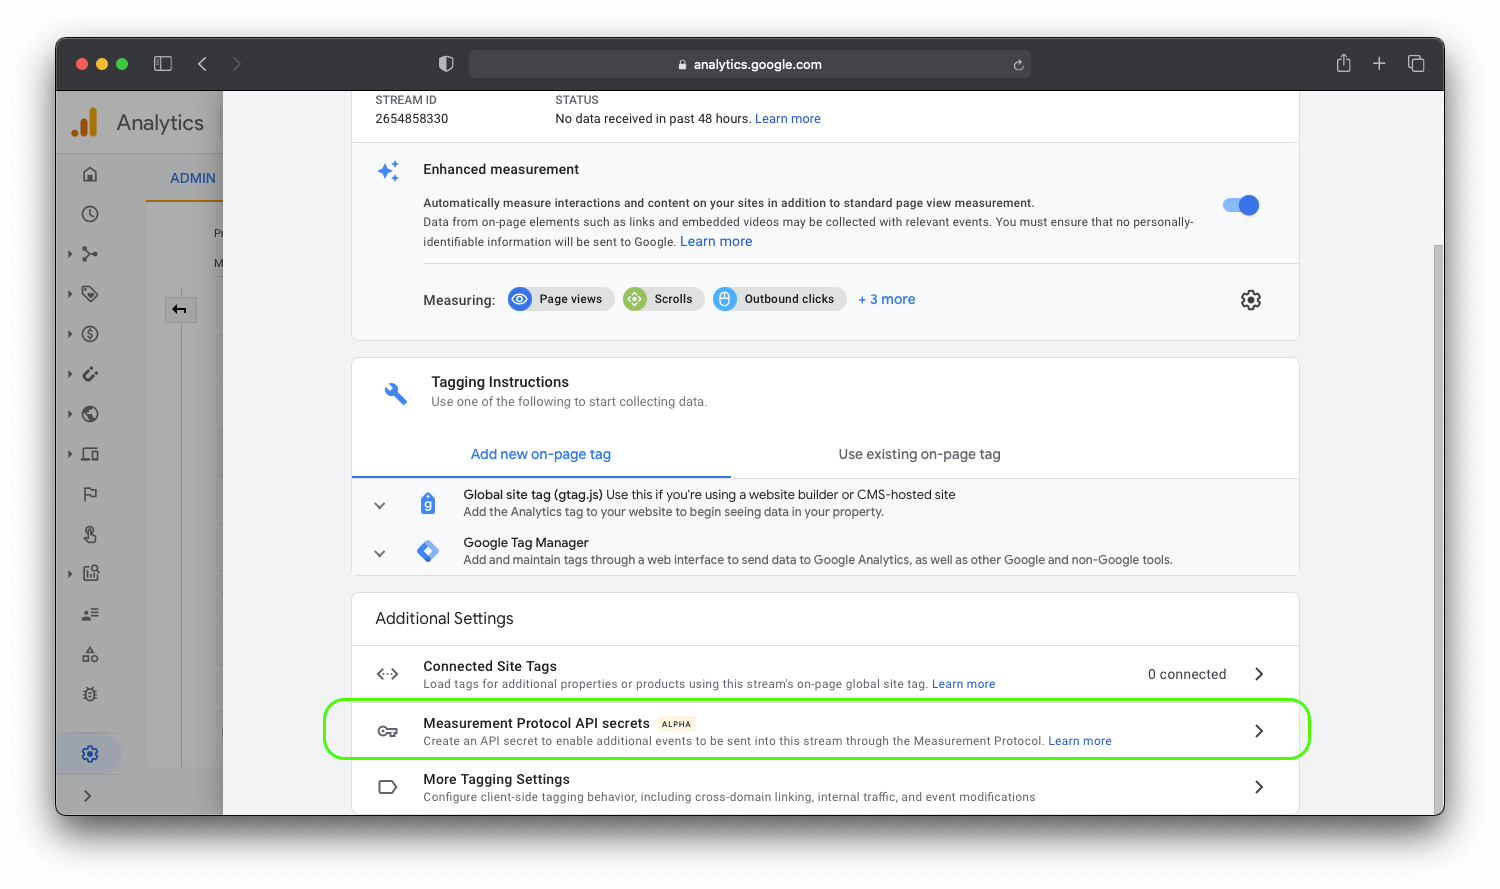 analytics.google.com
Analytics
ADMIN
STREAM ID
STATUS
2654858330
No data received in past 48 hours. Learn more
Enhanced measurement
Automatically measure interactions and content on your sites in addition to standard page view measurement.
Data from on-page elements such as links and embedded videos may be collected with relevant events. You must ensure that no personally-
identifiable information will be sent to Google. Learn more
Measuring: Page views Scrolls Outbound clicks + 3 more
Tagging Instructions
Use one of the following to start collecting data.
Add new on-page tag
Use existing on-page tag
g
Global site tag (gtag.js) Use this if you're using a website builder or CMS-hosted site
Add the Analytics tag to your website to begin seeing data in your property.
Google Tag Manager
Add and maintain tags through a web interface to send data to Google Analytics, as well as other Google and non-Google tools.
Additional Settings
Connected Site Tags
Load tags for additional properties or products using this stream's on-page global site tag. Learn more
0 connected
Measurement Protocol API secrets ALPHA
Create an API secret to enable additional events to be sent into this stream through the Measurement Protocol. Learn more
More Tagging Settings
Configure client-side tagging behavior, including cross-domain linking, internal traffic, and event modifications